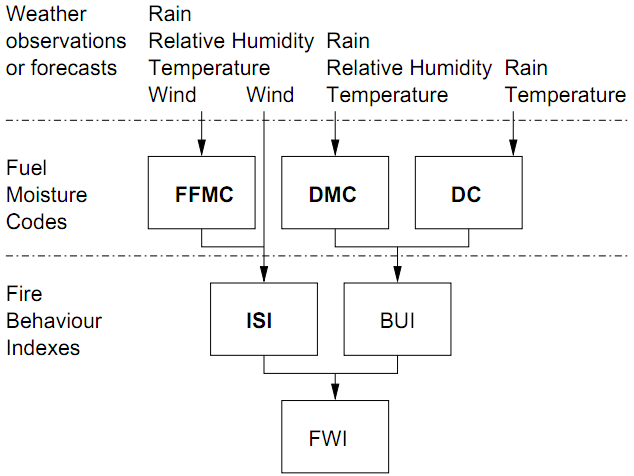 Weather
observations
or forecasts
Rain
Relative Humidity
Temperature
Wind
Wind
Rain
Relative Humidity
Temperature
Rain
Temperature
Fuel
Moisture
Codes
FFMC
DMC
DC
Fire
Behaviour
Indexes
ISI
BUI
FWI